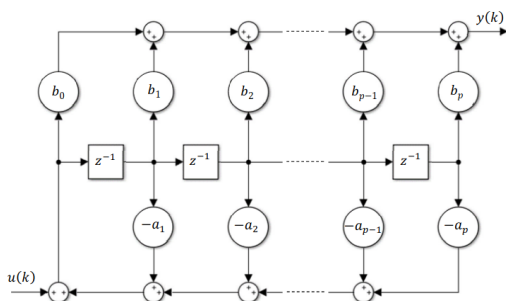 y(k)
+ + + + + + + +
b₀ b₁ b₂ bₚ₋₁ bₚ
z⁻¹ z⁻¹ z⁻¹
−a₁ −a₂ −aₚ₋₁ −aₚ
u(k)
+ + + + + + + +